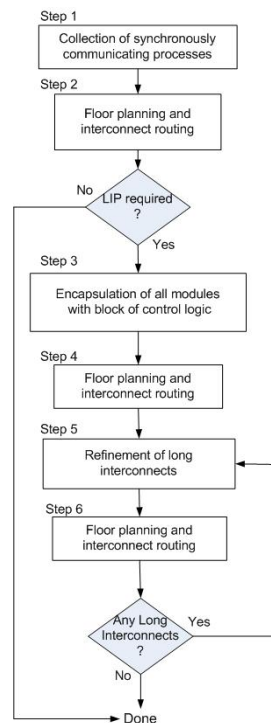 Step 1
Collection of synchronously
communicating processes
Step 2
Floor planning and
interconnect routing
No
LIP required
?
Yes
Step 3
Encapsulation of all modules
with block of control logic
Step 4
Floor planning and
interconnect routing
Step 5
Refinement of long
interconnects
Step 6
Floor planning and
interconnect routing
Any Long
Interconnects
?
Yes
No
Done